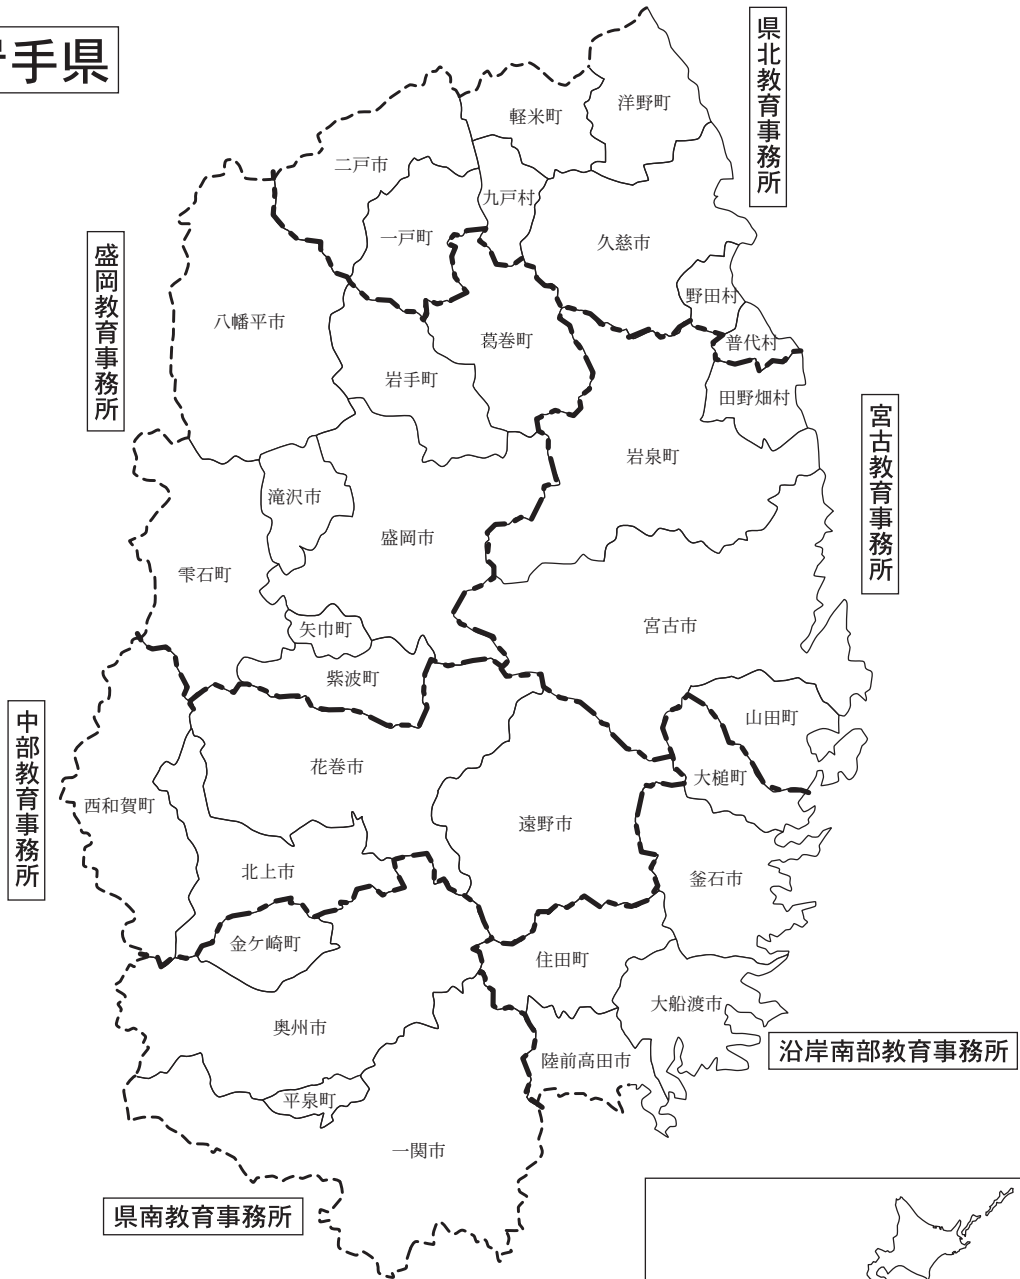 手県
県北教育事務所
洋野町
軽米町
二戸市
九戸村
一戸町
久慈市
盛岡教育事務所
野田村
八幡平市
葛巻町
普代村
岩手町
田野畑村
宮古教育事務所
岩泉町
滝沢市
盛岡市
雫石町
宮古市
矢巾町
紫波町
中部教育事務所
山田町
花巻市
大槌町
西和賀町
遠野市
北上市
釜石市
金ケ崎町
住田町
大船渡市
奥州市
沿岸南部教育事務所
陸前高田市
平泉町
一関市
県南教育事務所